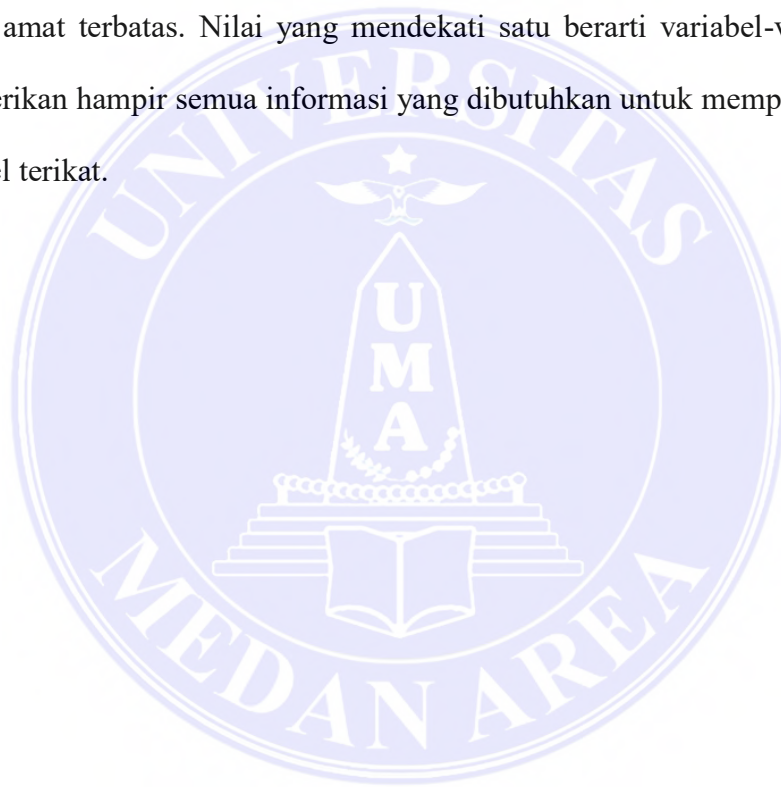 amat terbatas. Nilai yang mendekati satu berarti variabel-v
erikan hampir semua informasi yang dibutuhkan untuk memp
l terikat.
UNIVERSITAS
UMA
MEDAN AREA